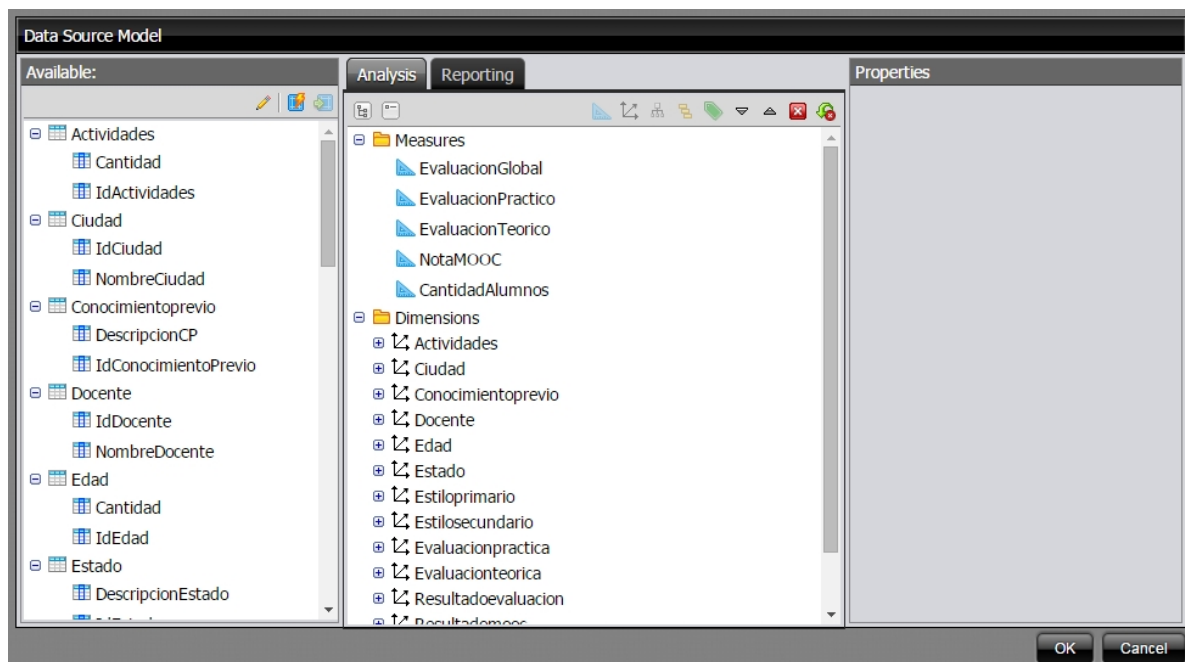 Data Source Model
Available:
Actividades
Cantidad
IdActividades
Ciudad
IdCiudad
NombreCiudad
Conocimientoprevio
DescripcionCP
IdConocimientoPrevio
Docente
IdDocente
NombreDocente
Edad
Cantidad
IdEdad
Estado
DescripcionEstado
Analysis Reporting
Measures
EvaluacionGlobal
EvaluacionPractico
EvaluacionTeorico
NotaMOOC
CantidadAlumnos
Dimensions
Actividades
Ciudad
Conocimientoprevio
Docente
Edad
Estado
Estiloprimario
Estilosecundario
Evaluacionpractica
Evaluacionteorica
Resultadoevaluacion
Resultadomooc
Properties
OK Cancel